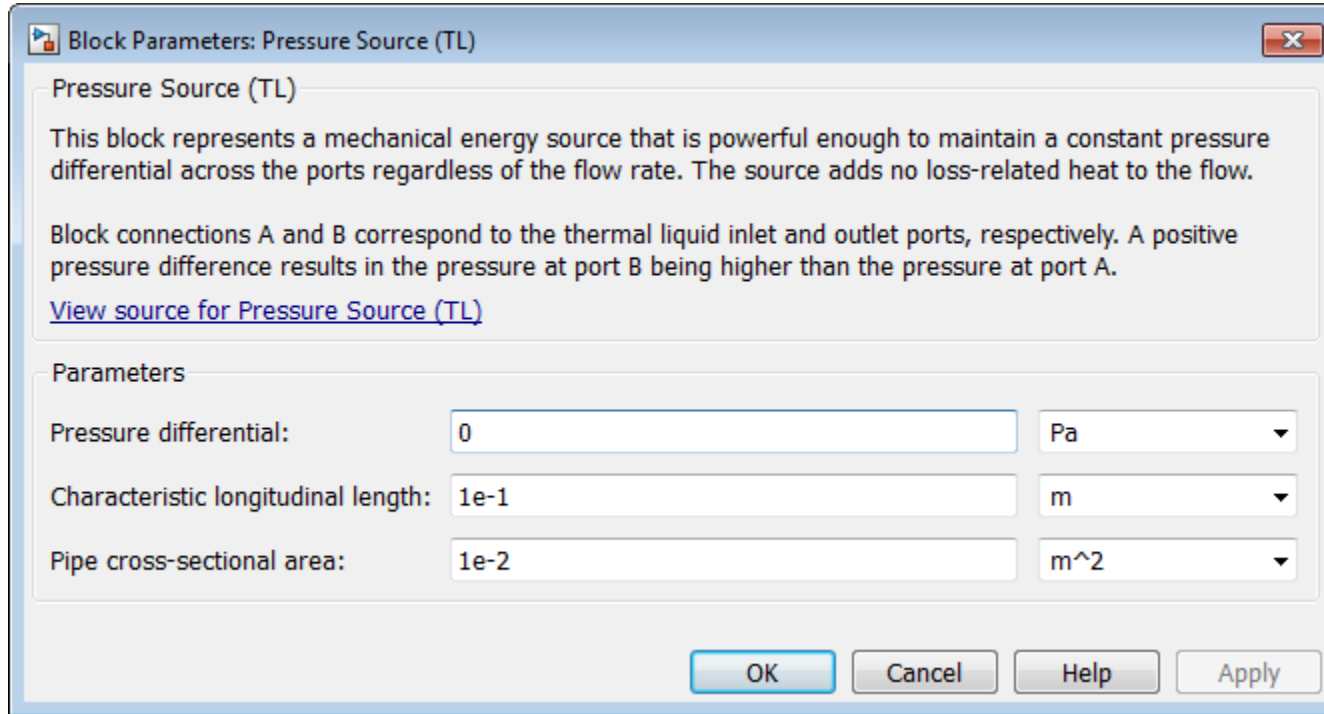 Block Parameters: Pressure Source (TL)
Pressure Source (TL)
This block represents a mechanical energy source that is powerful enough to maintain a constant pressure
differential across the ports regardless of the flow rate. The source adds no loss-related heat to the flow.
Block connections A and B correspond to the thermal liquid inlet and outlet ports, respectively. A positive
pressure difference results in the pressure at port B being higher than the pressure at port A.
View source for Pressure Source (TL)
Parameters
Pressure differential: 0 Pa
Characteristic longitudinal length: 1e-1 m
Pipe cross-sectional area: 1e-2 m^2
OK Cancel Help Apply